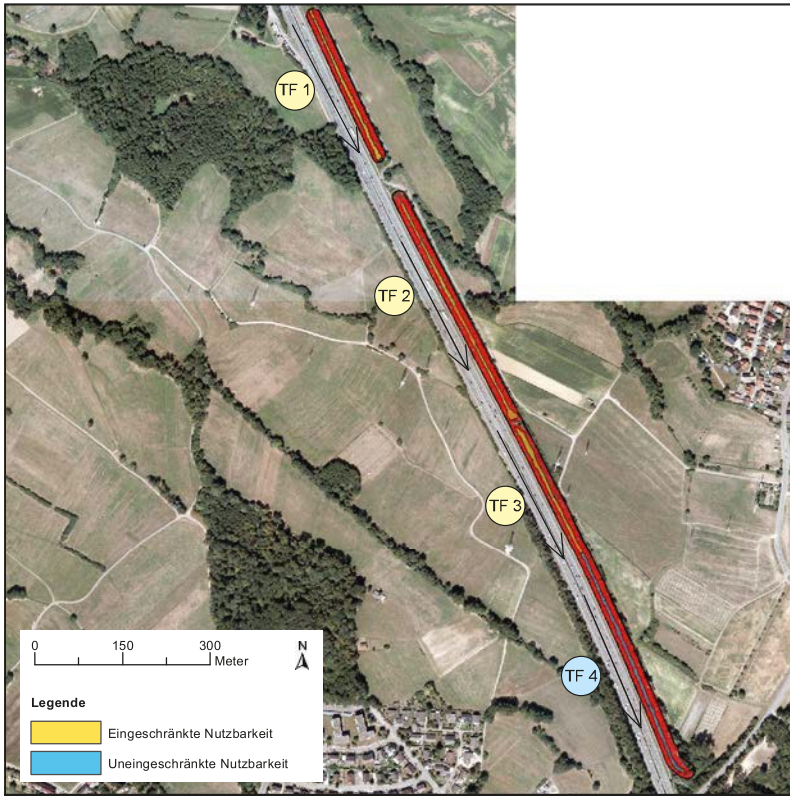 TF 1
TF 2
TF 3
TF 4
0 150 300
Meter
N
Legende
Eingeschränkte Nutzbarkeit
Uneingeschränkte Nutzbarkeit